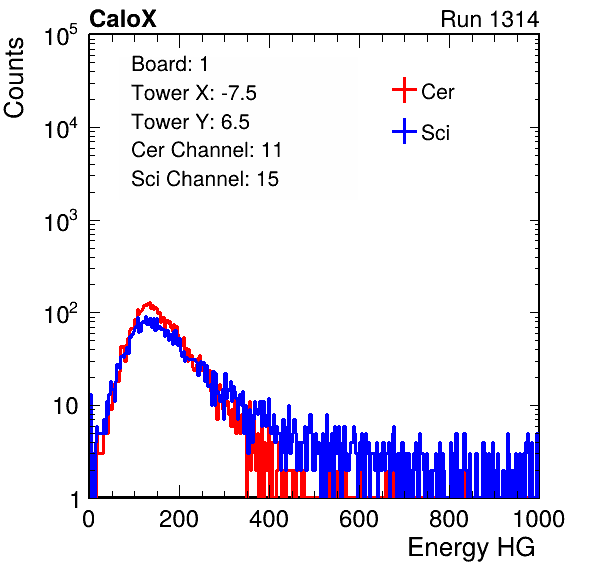 CaloX Run 1314
Counts
10^5
10^4
10^3
10^2
10
1
Board: 1
Tower X: -7.5
Tower Y: 6.5
Cer Channel: 11
Sci Channel: 15
Cer
Sci
0 200 400 600 800 1000
Energy HG